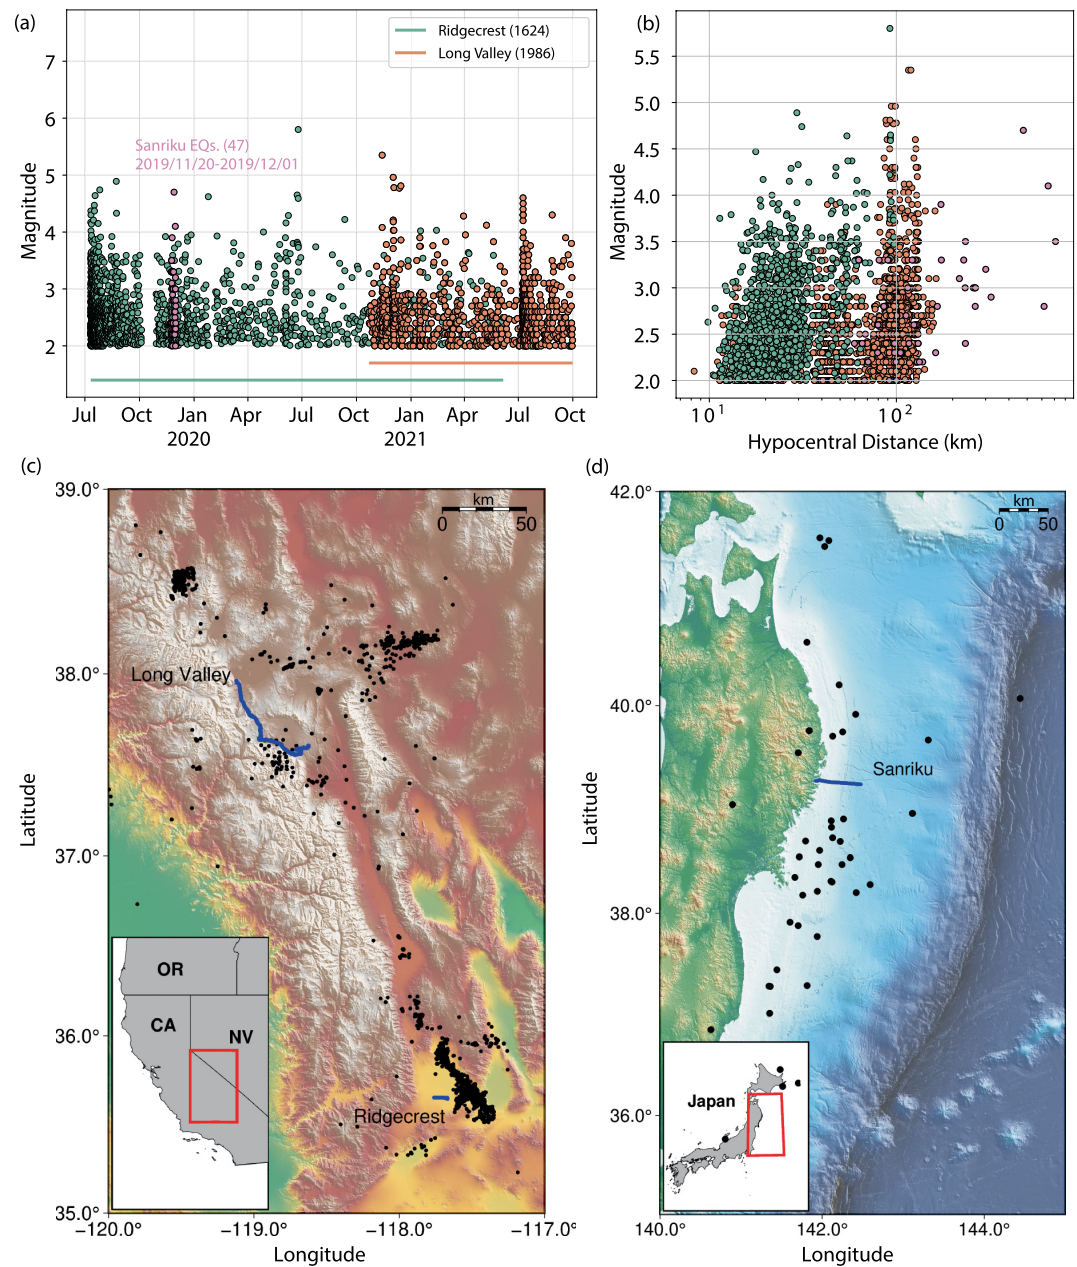 (a)
Ridgecrest (1624)
Long Valley (1986)
Sanriku EQs. (47)
2019/11/20-2019/12/01
Magnitude
7
6
5
4
3
2
Jul Oct Jan Apr Jul Oct Jan Apr Jul Oct
2020 2021
(b)
Magnitude
5.5
5.0
4.5
4.0
3.5
3.0
2.5
2.0
10¹ 10²
Hypocentral Distance (km)
(c)
39.0°
38.0°
37.0°
36.0°
35.0°
Latitude
km
0 50
Long Valley
Ridgecrest
OR
CA
NV
−120.0° −119.0° −118.0° −117.0°
Longitude
(d)
42.0°
40.0°
38.0°
36.0°
Latitude
km
0 50
Sanriku
Japan
140.0° 142.0° 144.0°
Longitude